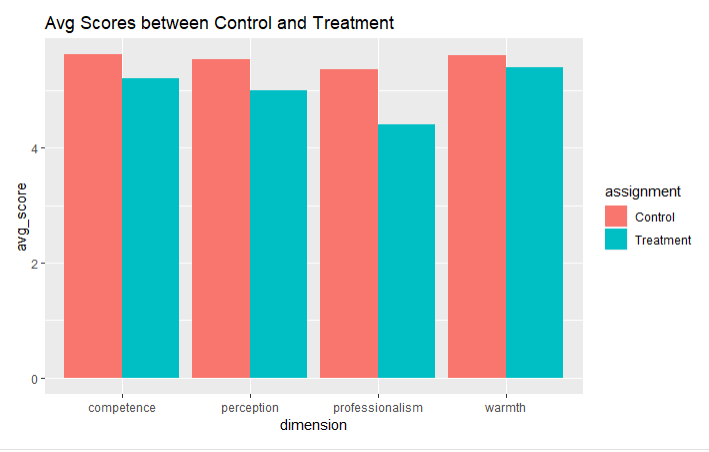 Avg Scores between Control and Treatment
avg_score
4
2
0
competence perception professionalism warmth
dimension
assignment
Control
Treatment